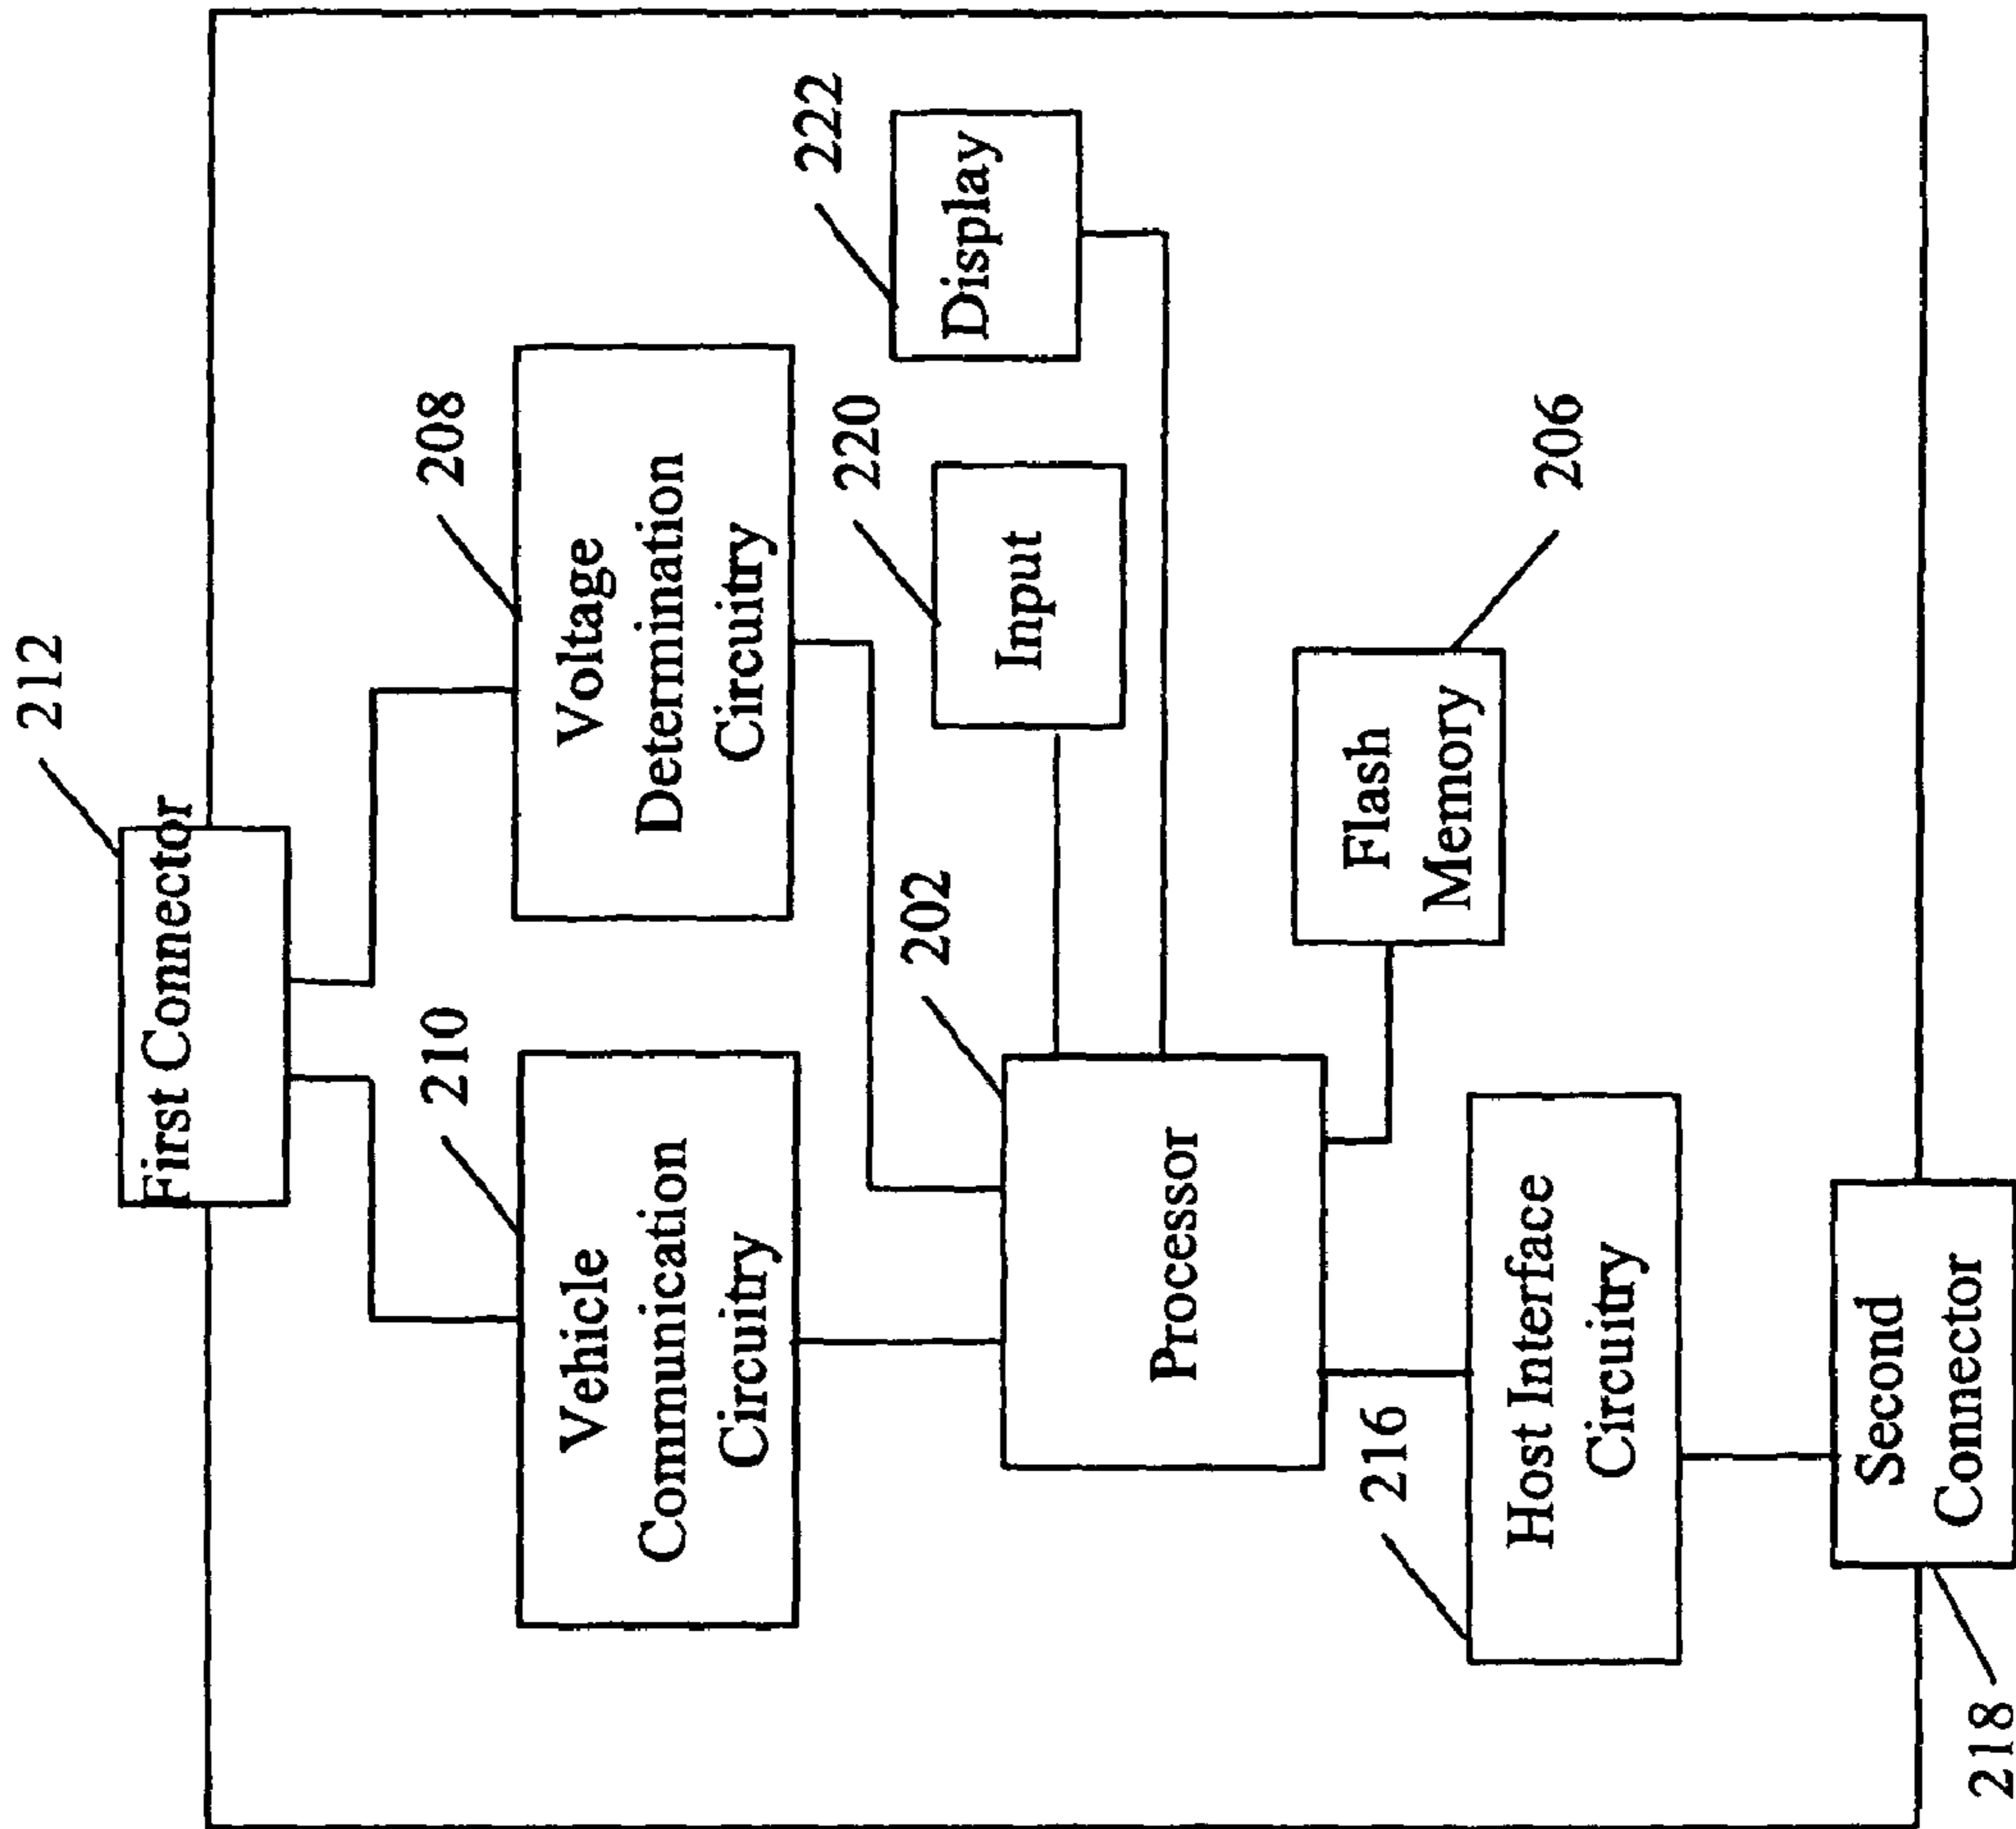 212
First Connector
210
Vehicle
Communication
Circuitry
208
Voltage
Determination
Circuitry
222
Display
220
Input
202
Processor
206
Flash
Memory
216
Host Interface
Circuitry
218
Second
Connector